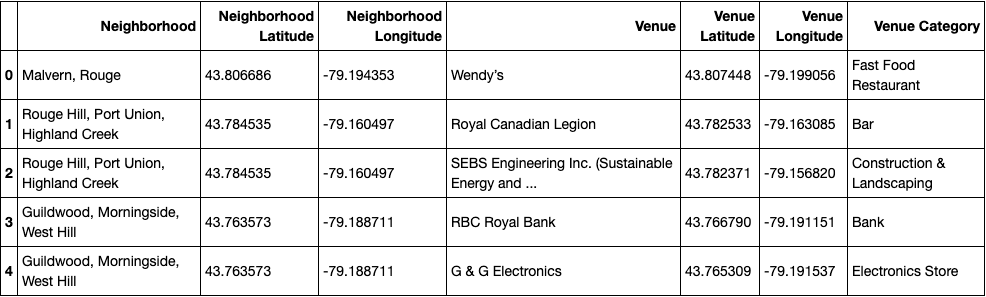 Neighborhood Neighborhood Latitude Neighborhood Longitude Venue Venue Latitude Venue Longitude Venue Category
0 Malvern, Rouge 43.806686 -79.194353 Wendy's 43.807448 -79.199056 Fast Food Restaurant
1 Rouge Hill, Port Union, Highland Creek 43.784535 -79.160497 Royal Canadian Legion 43.782533 -79.163085 Bar
2 Rouge Hill, Port Union, Highland Creek 43.784535 -79.160497 SEBS Engineering Inc. (Sustainable Energy and ... 43.782371 -79.156820 Construction & Landscaping
3 Guildwood, Morningside, West Hill 43.763573 -79.188711 RBC Royal Bank 43.766790 -79.191151 Bank
4 Guildwood, Morningside, West Hill 43.763573 -79.188711 G & G Electronics 43.765309 -79.191537 Electronics Store